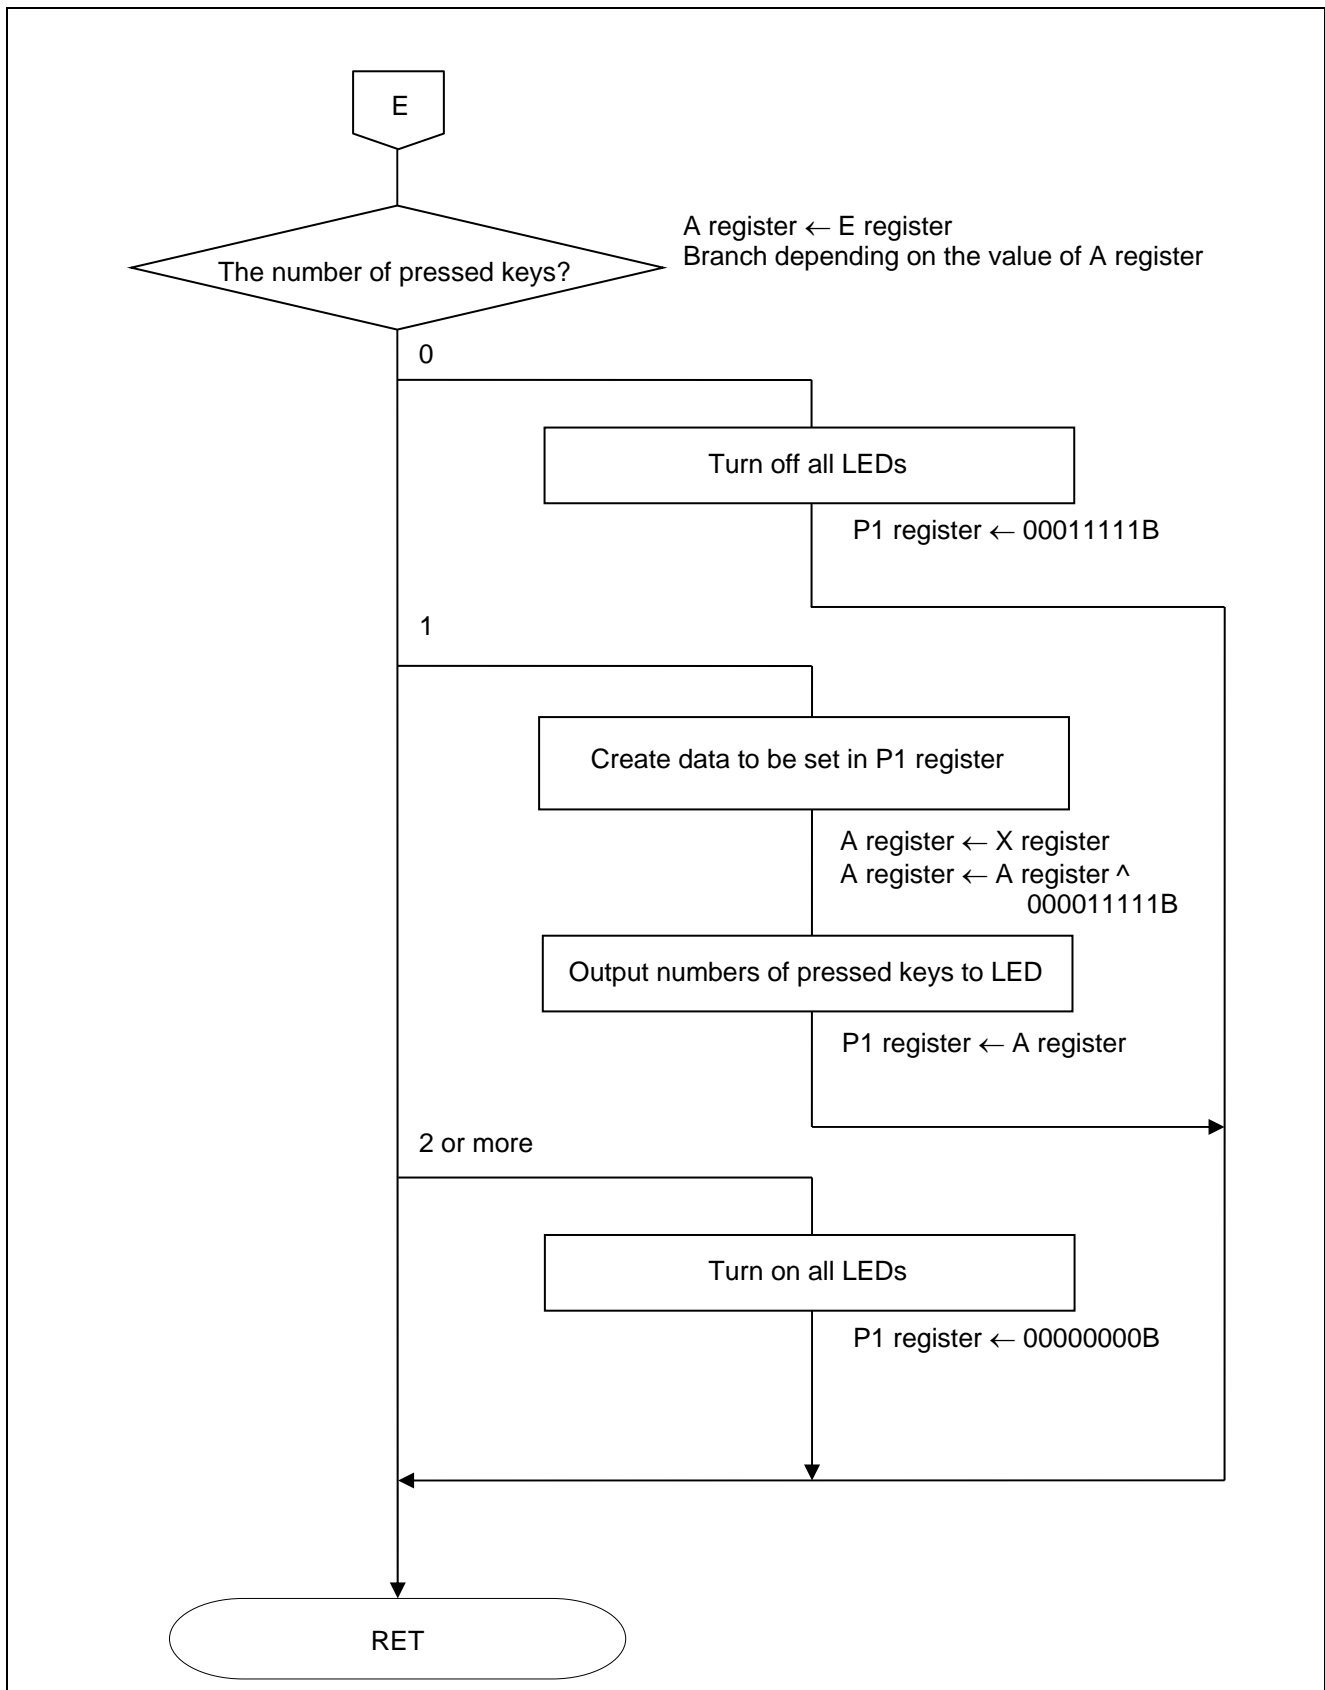 E
The number of pressed keys?
A register ← E register
Branch depending on the value of A register
0
Turn off all LEDs
P1 register ← 00011111B
1
Create data to be set in P1 register
A register ← X register
A register ← A register ^
000011111B
Output numbers of pressed keys to LED
P1 register ← A register
2 or more
Turn on all LEDs
P1 register ← 00000000B
RET